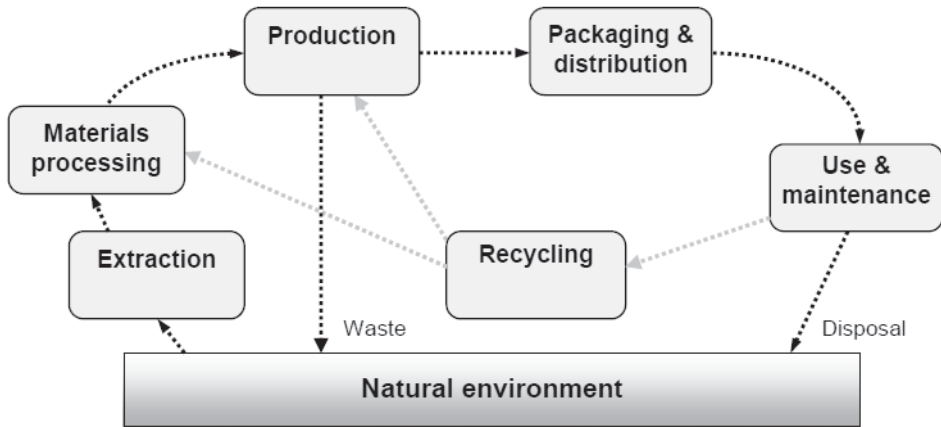 Production
Packaging &
distribution
Materials
processing
Use &
maintenance
Extraction
Recycling
Waste
Disposal
Natural environment